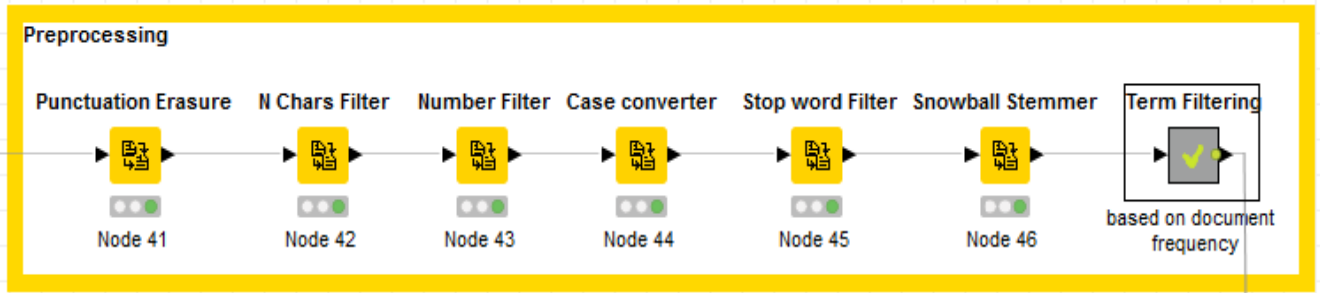 Preprocessing
Punctuation Erasure N Chars Filter Number Filter Case converter Stop word Filter Snowball Stemmer Term Filtering
Node 41 Node 42 Node 43 Node 44 Node 45 Node 46 based on document
frequency